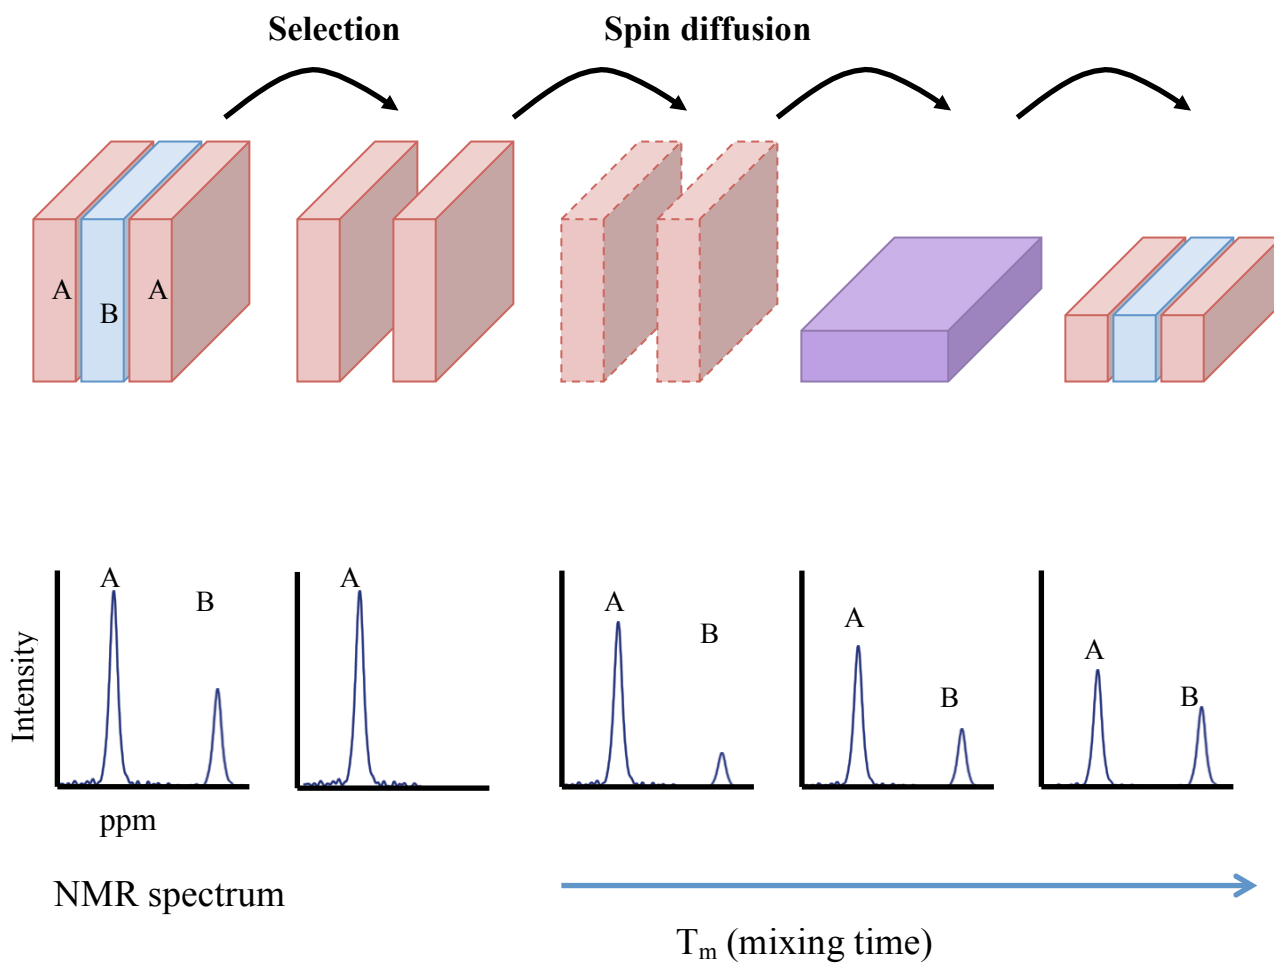 Selection
Spin diffusion
A
B
A
A
B
A
A
B
A
B
A
B
Intensity
ppm
NMR spectrum
Tm (mixing time)